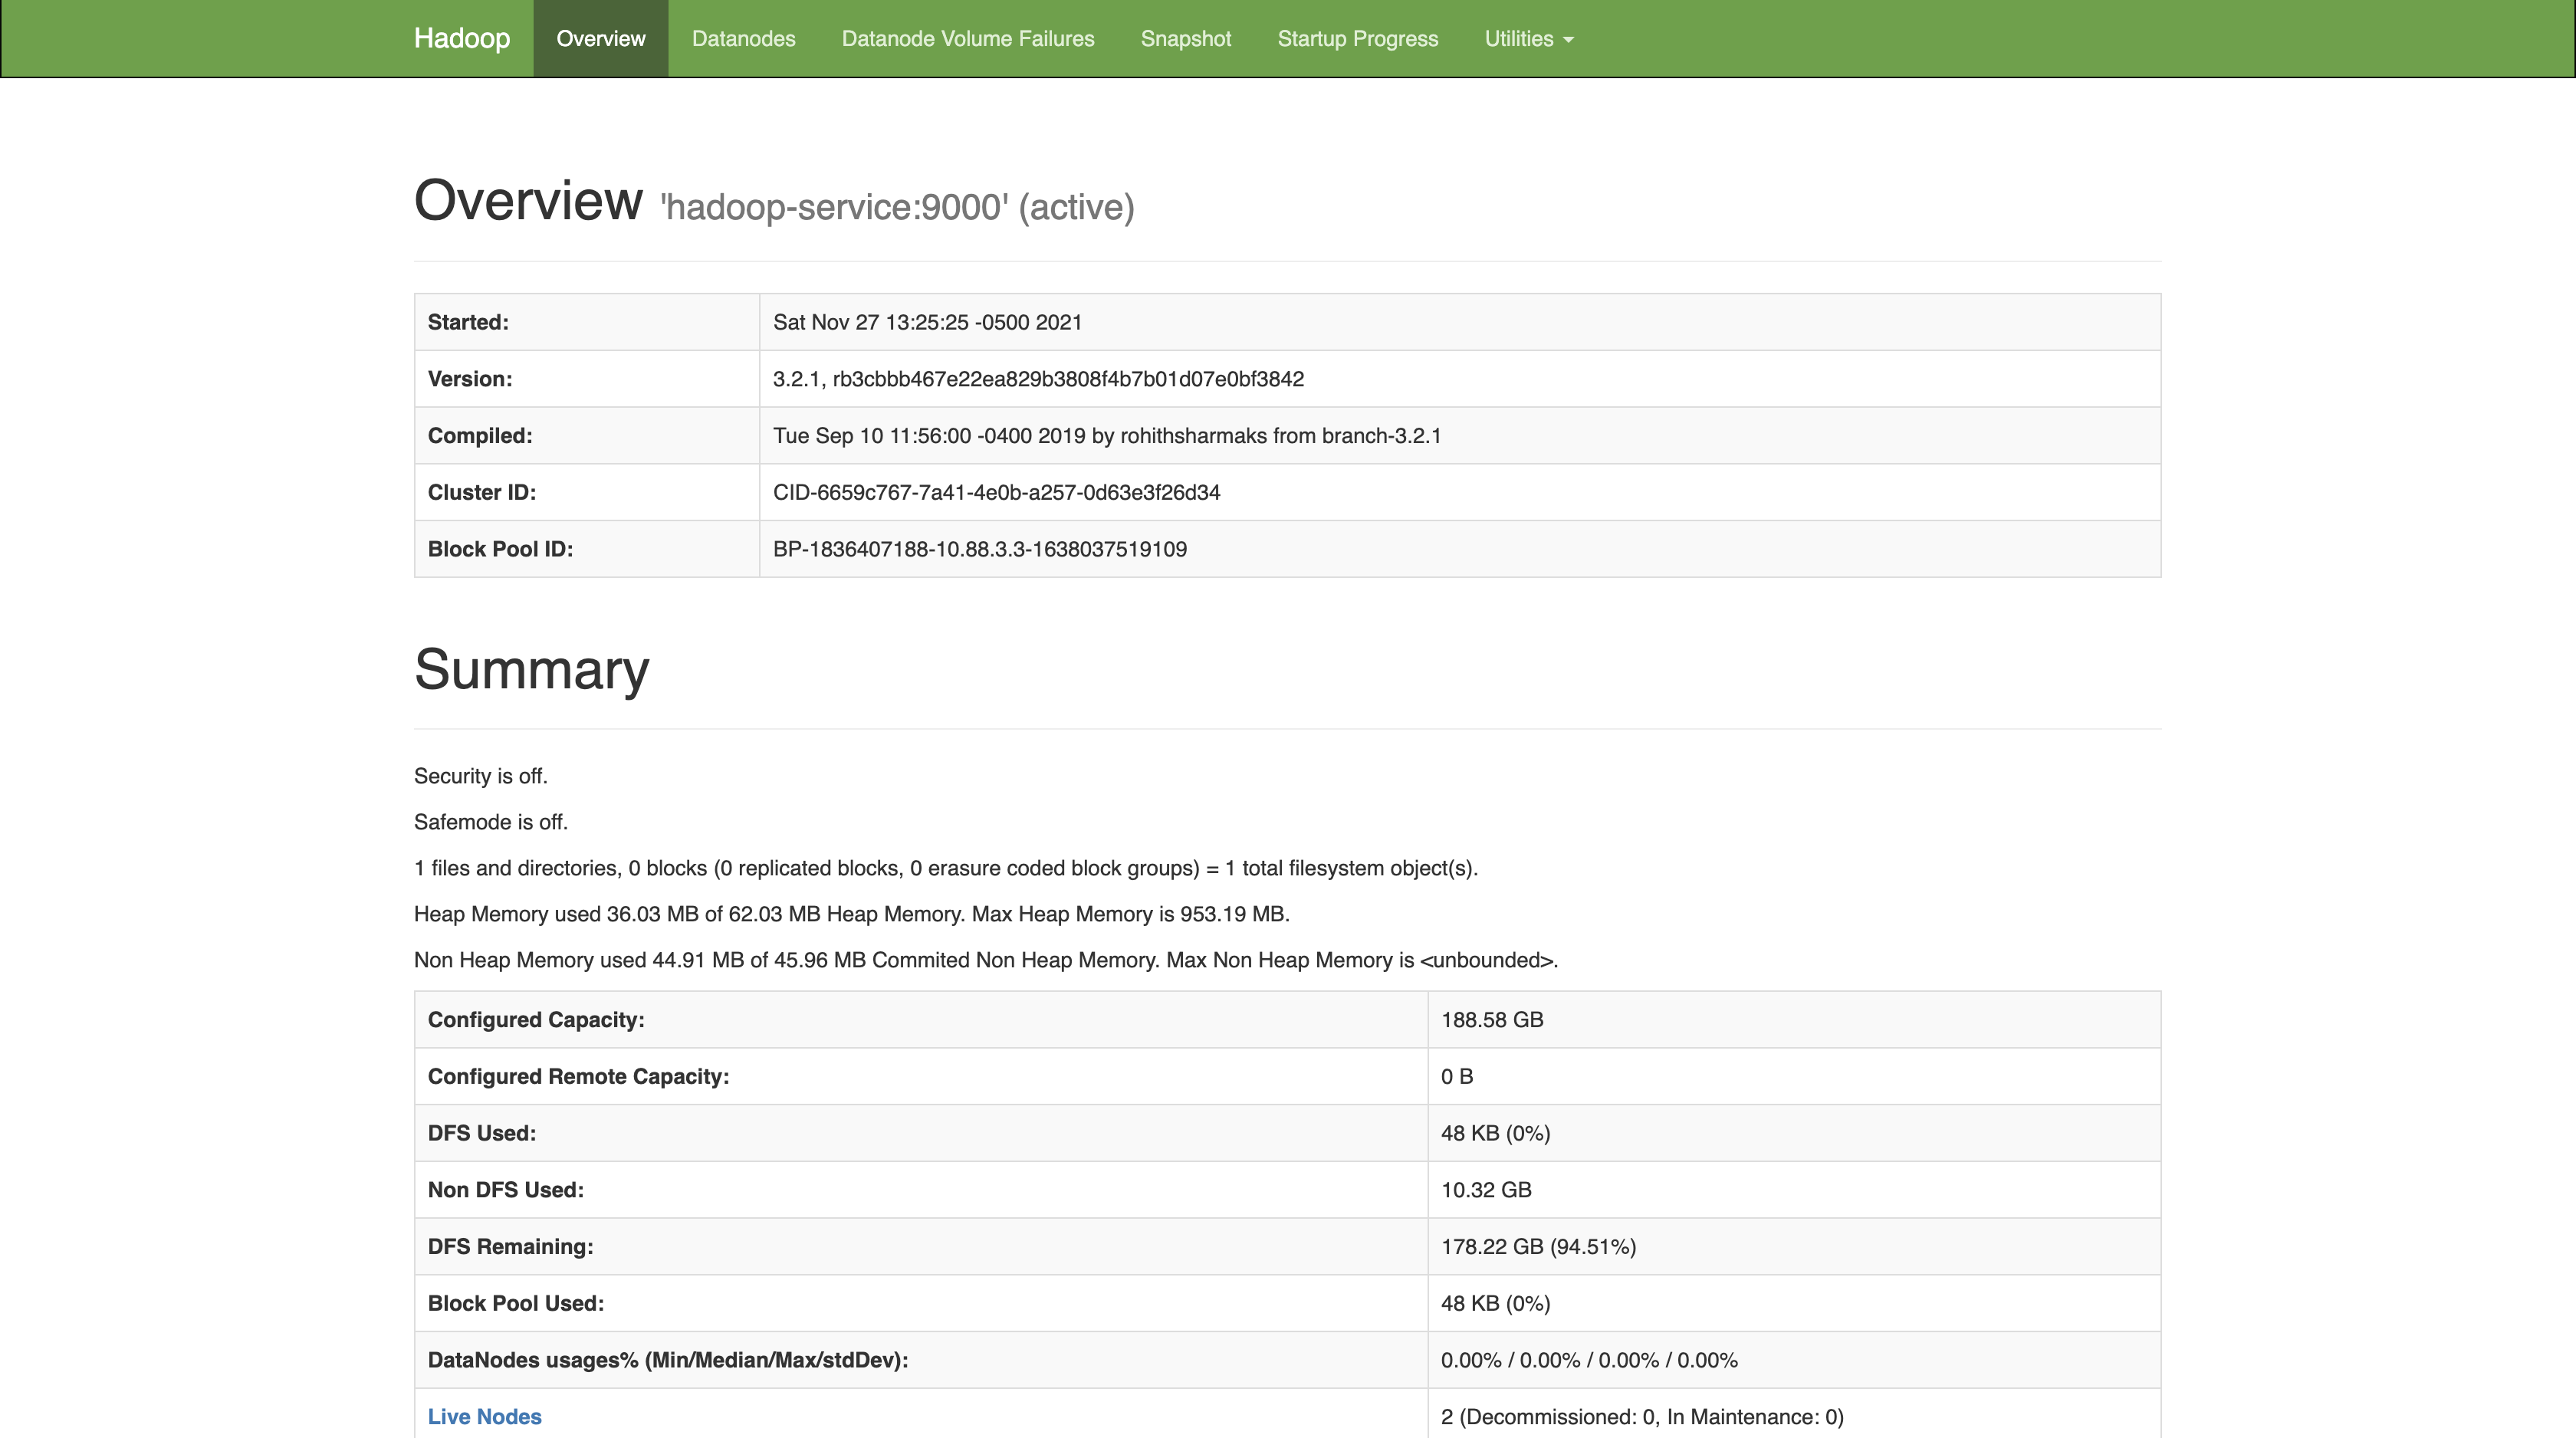 Hadoop Overview Datanodes Datanode Volume Failures Snapshot Startup Progress Utilities
Overview 'hadoop-service:9000' (active)
Started: Sat Nov 27 13:25:25 -0500 2021
Version: 3.2.1, rb3cbbb467e22ea829b3808f4b7b01d07e0bf3842
Compiled: Tue Sep 10 11:56:00 -0400 2019 by rohithsharmaks from branch-3.2.1
Cluster ID: CID-6659c767-7a41-4e0b-a257-0d63e3f26d34
Block Pool ID: BP-1836407188-10.88.3.3-1638037519109
Summary
Security is off.
Safemode is off.
1 files and directories, 0 blocks (0 replicated blocks, 0 erasure coded block groups) = 1 total filesystem object(s).
Heap Memory used 36.03 MB of 62.03 MB Heap Memory. Max Heap Memory is 953.19 MB.
Non Heap Memory used 44.91 MB of 45.96 MB Commited Non Heap Memory. Max Non Heap Memory is <unbounded>.
Configured Capacity: 188.58 GB
Configured Remote Capacity: 0 B
DFS Used: 48 KB (0%)
Non DFS Used: 10.32 GB
DFS Remaining: 178.22 GB (94.51%)
Block Pool Used: 48 KB (0%)
DataNodes usages% (Min/Median/Max/stdDev): 0.00% / 0.00% / 0.00% / 0.00%
Live Nodes 2 (Decommissioned: 0, In Maintenance: 0)